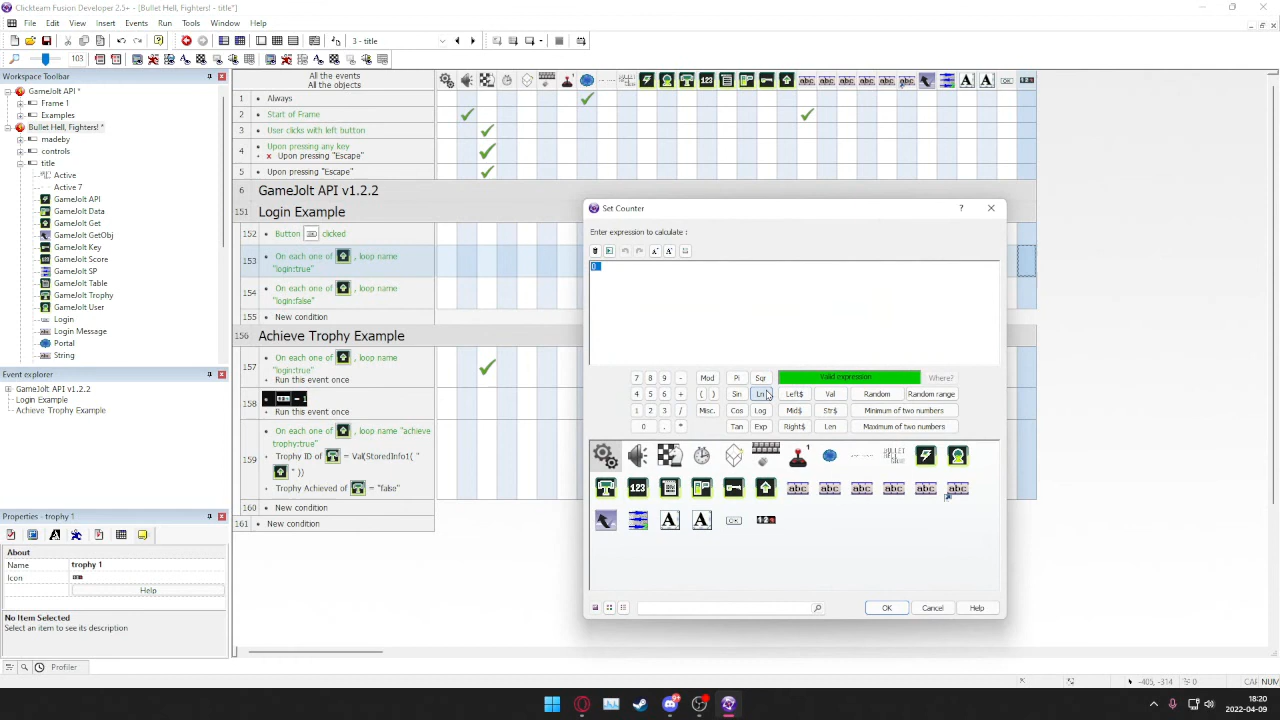 Clickteam Fusion Developer 2.5+ - [Bullet Hell, Fighters! - title*]
File Edit View Insert Events Run Tools Window Help
3 - title
103
Workspace Toolbar
GameJolt API *
Frame 1
Examples
Bullet Hell, Fighters! *
madeby
controls
title
Active
Active 7
GameJolt API
GameJolt Data
GameJolt Get
GameJolt GetObj
GameJolt Key
GameJolt Score
GameJolt SP
GameJolt Table
GameJolt Trophy
GameJolt User
Login
Login Message
Portal
String
Event explorer
GameJolt API v1.2.2
Login Example
Achieve Trophy Example
Properties - trophy 1
About
Name trophy 1
Icon
Help
No Item Selected
Select an item to see its description
Profiler
All the events
All the objects
1 Always
2 Start of Frame
3 User clicks with left button
4 Upon pressing any key
X Upon pressing "Escape"
5 Upon pressing "Escape"
6 GameJolt API v1.2.2
151 Login Example
152 Button clicked
153 On each one of , loop name
"login:true"
154 On each one of , loop name
"login:false"
155 New condition
156 Achieve Trophy Example
157 On each one of , loop name
"login:true"
Run this event once
158 = 1
Run this event once
159 On each one of , loop name "achieve
trophy:true"
Trophy ID of = Val(StoredInfo1( "
" ))
Trophy Achieved of = "false"
160 New condition
161 New condition
Set Counter
Enter expression to calculate :
0
7 8 9 - Mod Pi Sqr Valid expression Where?
4 5 6 + ( ) Sin Ln Left$ Val Random Random range
1 2 3 / Misc. Cos Log Mid$ Str$ Minimum of two numbers
0 . * Tan Exp Right$ Len Maximum of two numbers
OK Cancel Help
-405, -314 0 CAP NUM
18:20
2022-04-09